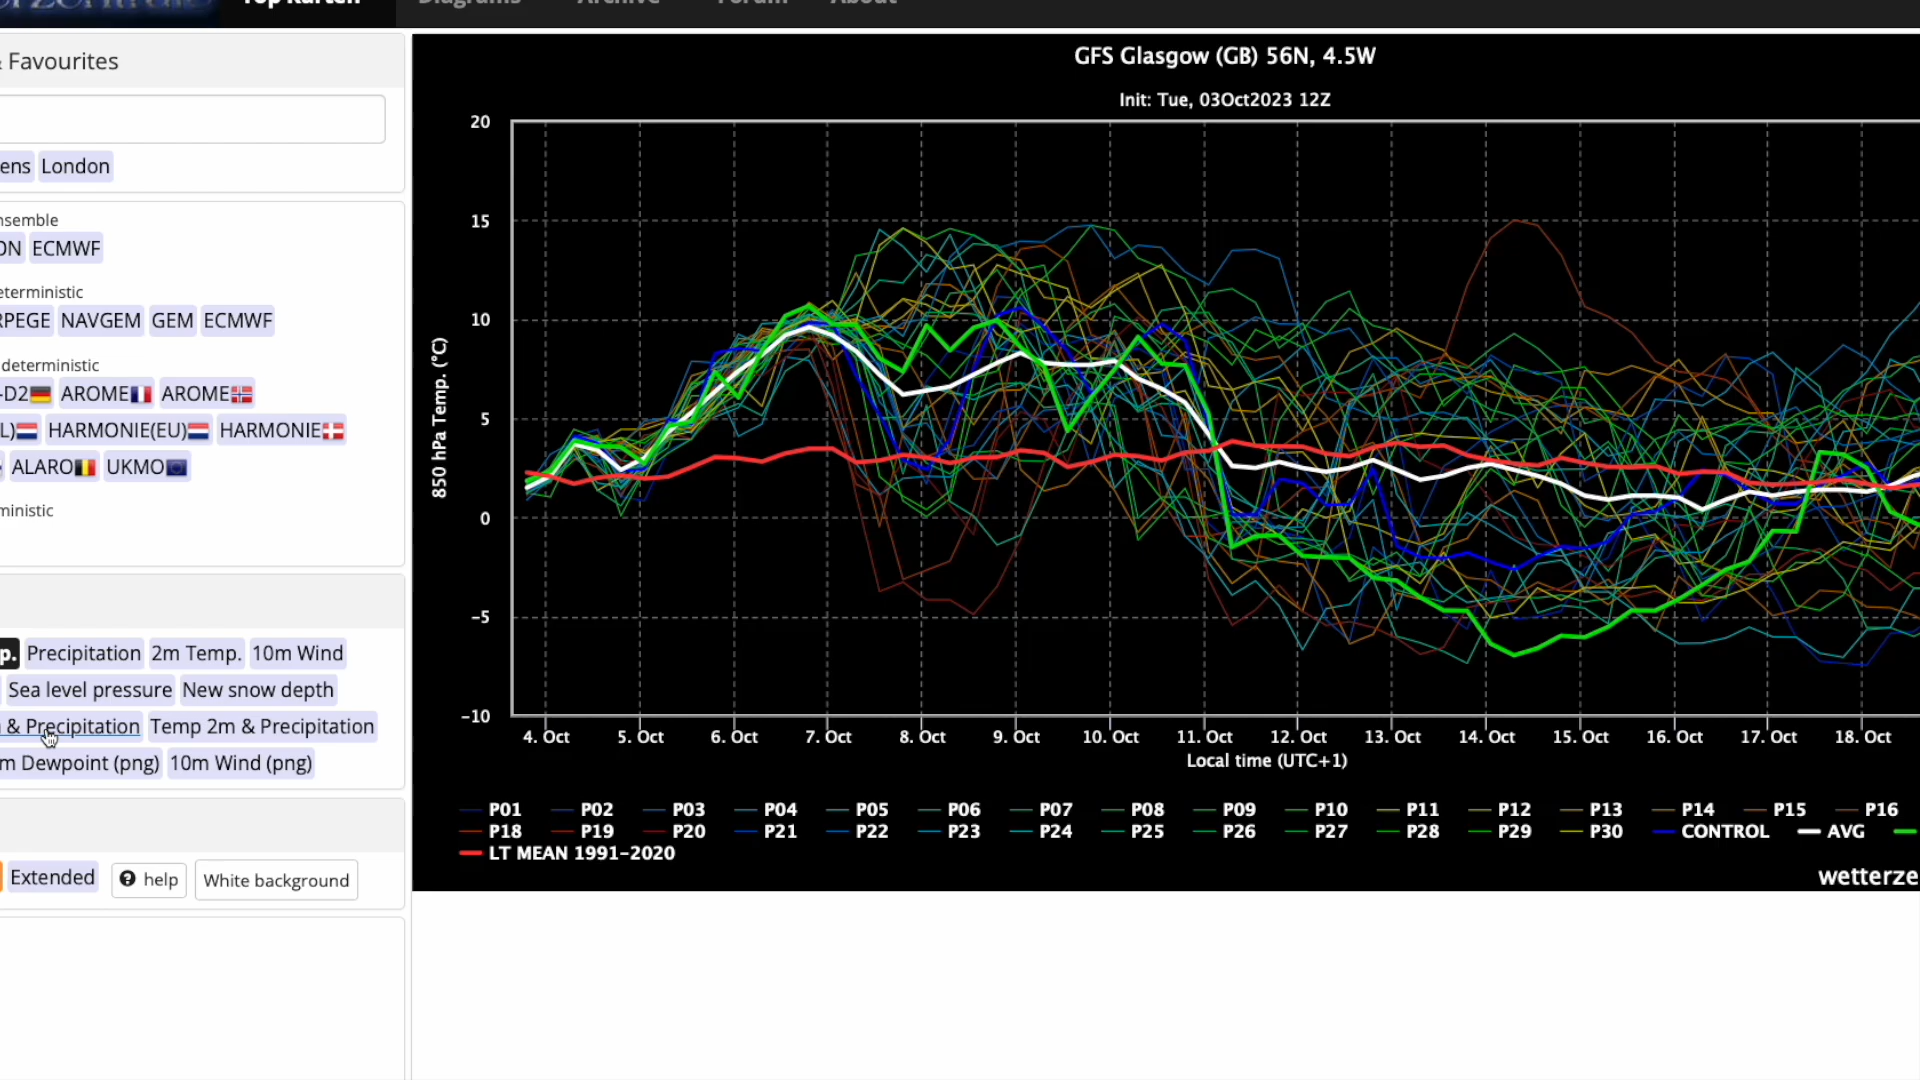 Top Karten Diagrams Archive Forum About
& Favourites
ens London
nsemble
ON ECMWF
eterministic
RPEGE NAVGEM GEM ECMWF
deterministic
-D2 AROME AROME
L) HARMONIE(EU) HARMONIE
ALARO UKMO
ministic
p. Precipitation 2m Temp. 10m Wind
Sea level pressure New snow depth
& Precipitation Temp 2m & Precipitation
m Dewpoint (png) 10m Wind (png)
Extended help White background
GFS Glasgow (GB) 56N, 4.5W
Init: Tue, 03Oct2023 12Z
20
15
10
5
0
-5
-10
850 hPa Temp. (°C)
4. Oct 5. Oct 6. Oct 7. Oct 8. Oct 9. Oct 10. Oct 11. Oct 12. Oct 13. Oct 14. Oct 15. Oct 16. Oct 17. Oct 18. Oct
Local time (UTC+1)
P01 P02 P03 P04 P05 P06 P07 P08 P09 P10 P11 P12 P13 P14 P15 P16
P18 P19 P20 P21 P22 P23 P24 P25 P26 P27 P28 P29 P30 CONTROL AVG
LT MEAN 1991-2020
wetterze